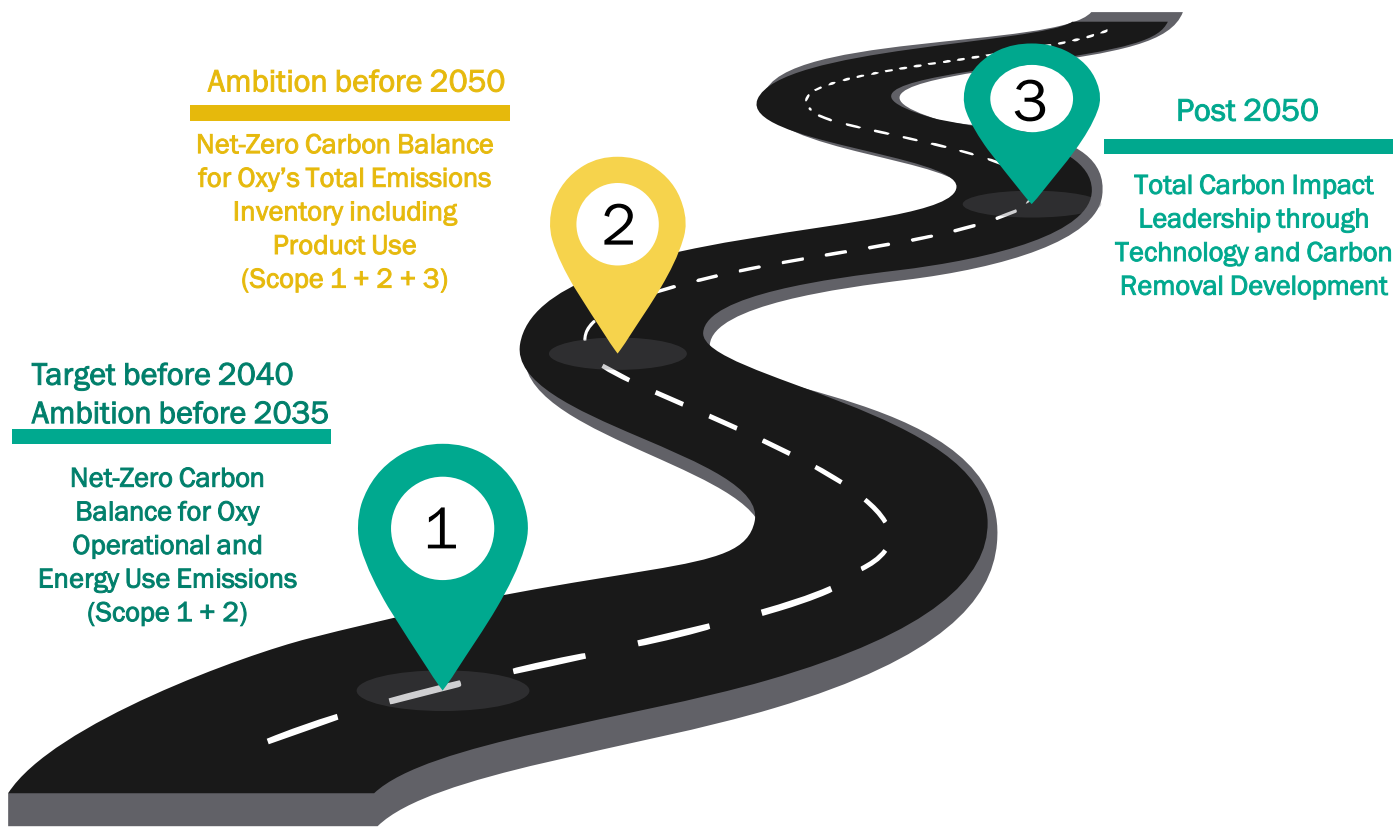 Ambition before 2050
Net-Zero Carbon Balance
for Oxy's Total Emissions
Inventory including
Product Use
(Scope 1 + 2 + 3)
2
3
Post 2050
Total Carbon Impact
Leadership through
Technology and Carbon
Removal Development
Target before 2040
Ambition before 2035
Net-Zero Carbon
Balance for Oxy
Operational and
Energy Use Emissions
(Scope 1 + 2)
1